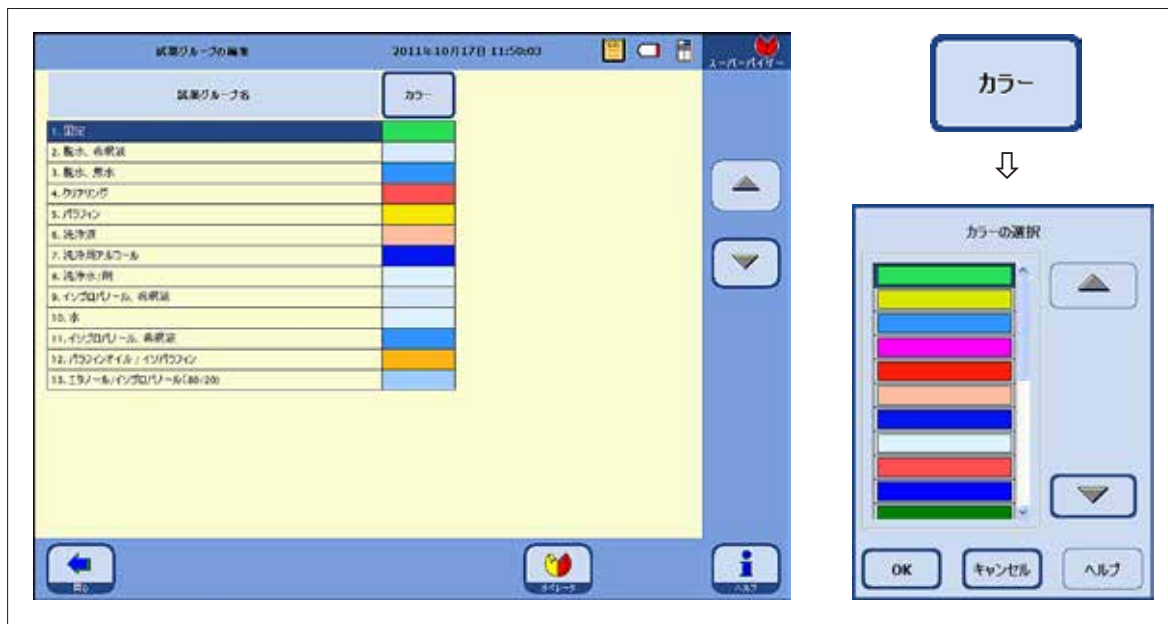 試薬グループの編集
2011年10月17日 11:50:03
スーパーバイザー
試薬グループ名
カラー
1. 固定
2. 脱水、希釈液
3. 脱水、無水
4. クリアリング
5. パラフィン
6. 洗浄液
7. 洗浄用アルコール
8. 洗浄水/剤
9. イソプロパノール、希釈液
10. 水
11. イソプロパノール、希釈液
12. パラフィンオイル / イソパラフィン
13. エタノール/イソプロパノール(80/20)
戻る
オペレータ
ヘルプ
カラー
カラーの選択
OK
キャンセル
ヘルプ